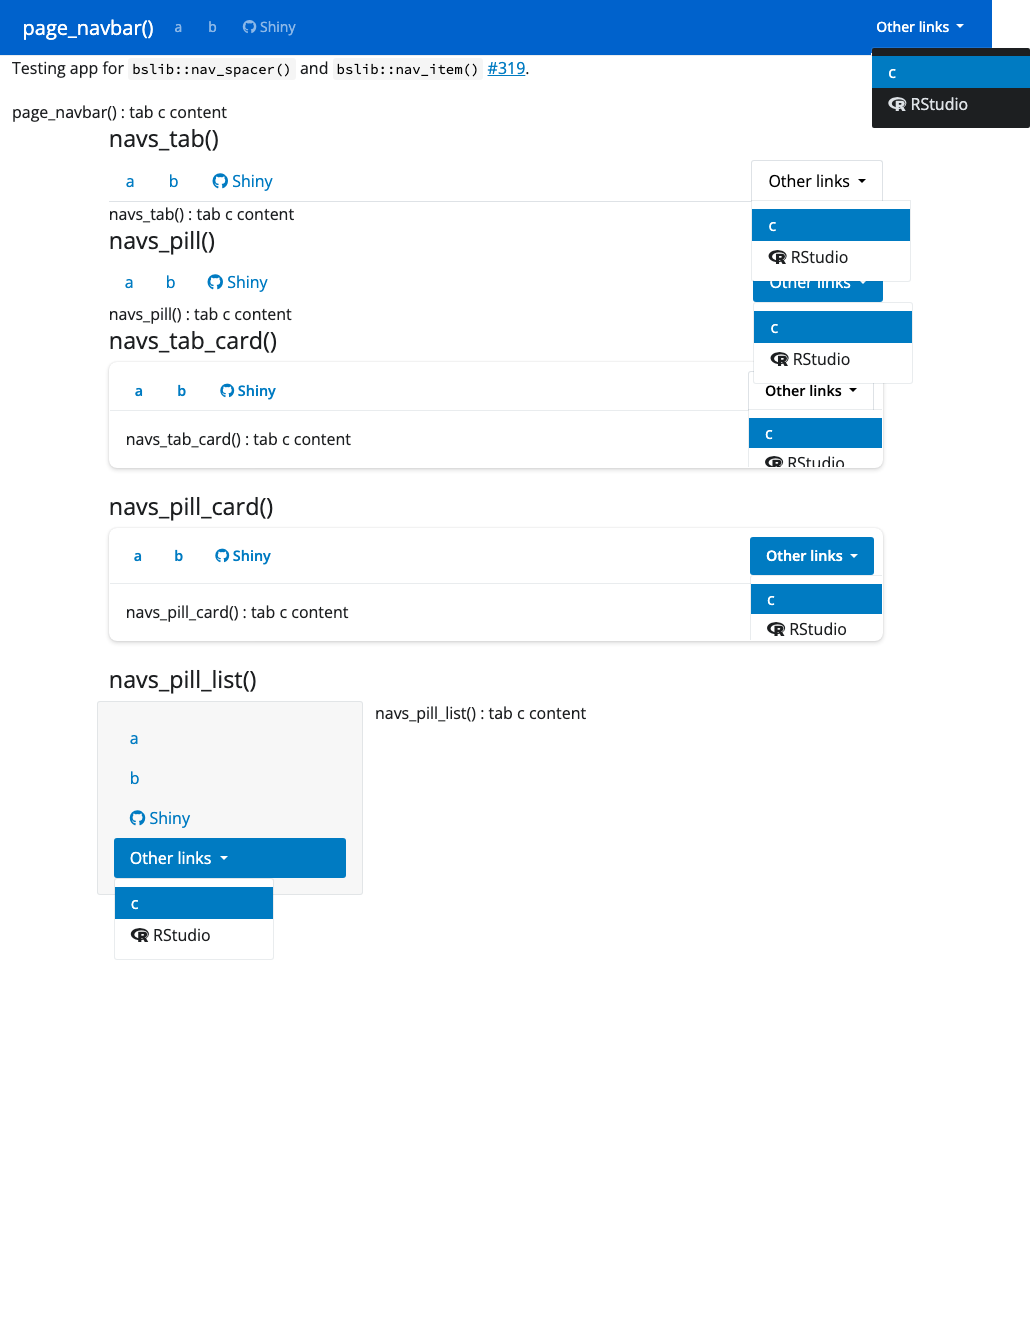 page_navbar() a b Shiny Other links
c
RStudio
Testing app for bslib::nav_spacer() and bslib::nav_item() #319.
page_navbar() : tab c content
navs_tab()
a b Shiny Other links
c
RStudio
navs_tab() : tab c content
navs_pill()
a b Shiny Other links
c
RStudio
navs_pill() : tab c content
navs_tab_card()
a b Shiny Other links
c
RStudio
navs_tab_card() : tab c content
navs_pill_card()
a b Shiny Other links
c
RStudio
navs_pill_card() : tab c content
navs_pill_list()
a
b
Shiny
Other links
c
RStudio
navs_pill_list() : tab c content